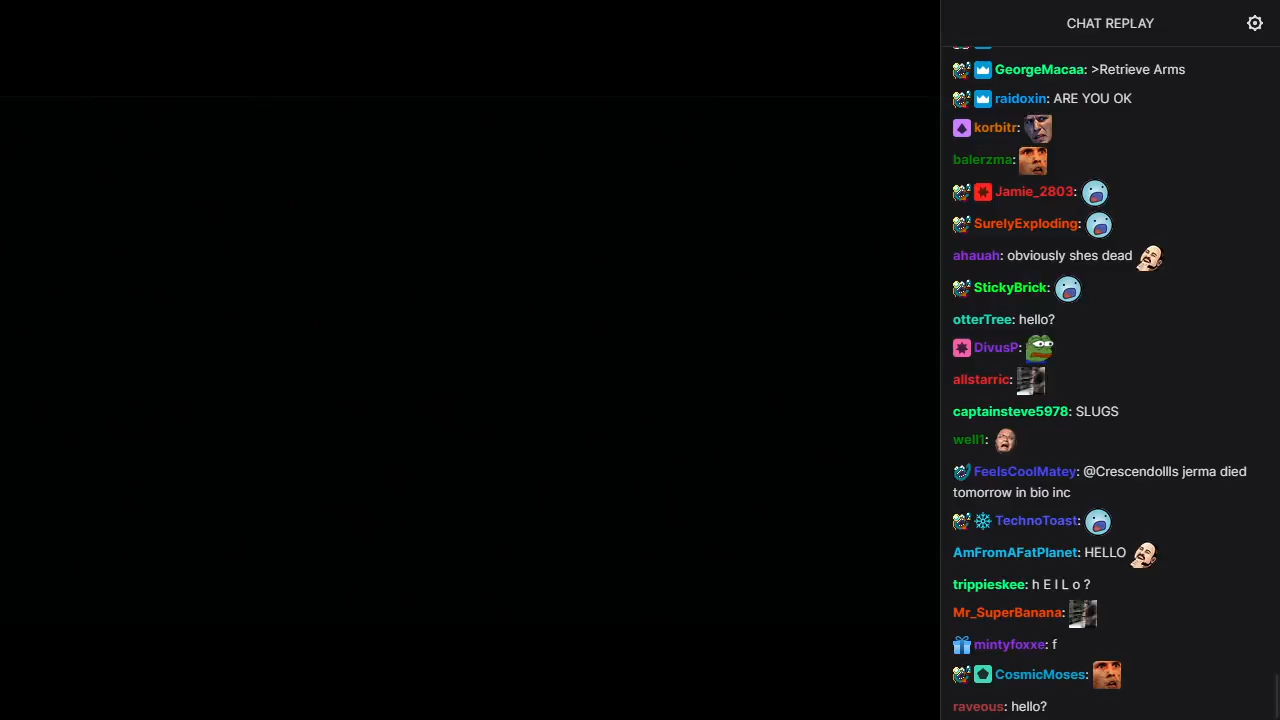 CHAT REPLAY
GeorgeMacaa: >Retrieve Arms
raidoxin: ARE YOU OK
korbitr:
balerzma:
Jamie_2803:
SurelyExploding:
ahauah: obviously shes dead
StickyBrick:
otterTree: hello?
DivusP:
allstarric:
captainsteve5978: SLUGS
well1:
FeelsCoolMatey: @Crescendollls jerma died
tomorrow in bio inc
TechnoToast:
AmFromAFatPlanet: HELLO
trippieskee: h E l L o ?
Mr_SuperBanana:
mintyfoxxe: f
CosmicMoses:
raveous: hello?